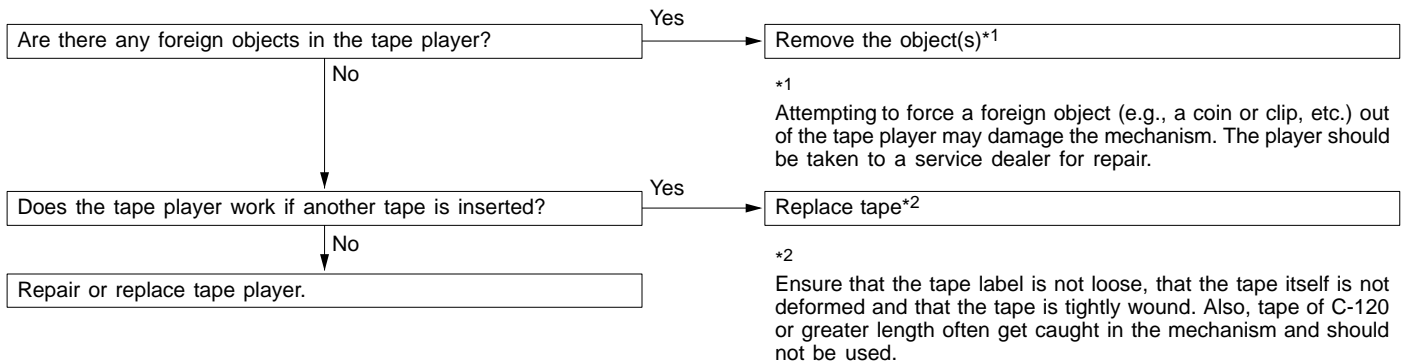 Yes
Are there any foreign objects in the tape player?
Remove the object(s)*1
No
*1
Attempting to force a foreign object (e.g., a coin or clip, etc.) out
of the tape player may damage the mechanism. The player should
be taken to a service dealer for repair.
Yes
Does the tape player work if another tape is inserted?
Replace tape*2
No
*2
Repair or replace tape player.
Ensure that the tape label is not loose, that the tape itself is not
deformed and that the tape is tightly wound. Also, tape of C-120
or greater length often get caught in the mechanism and should
not be used.